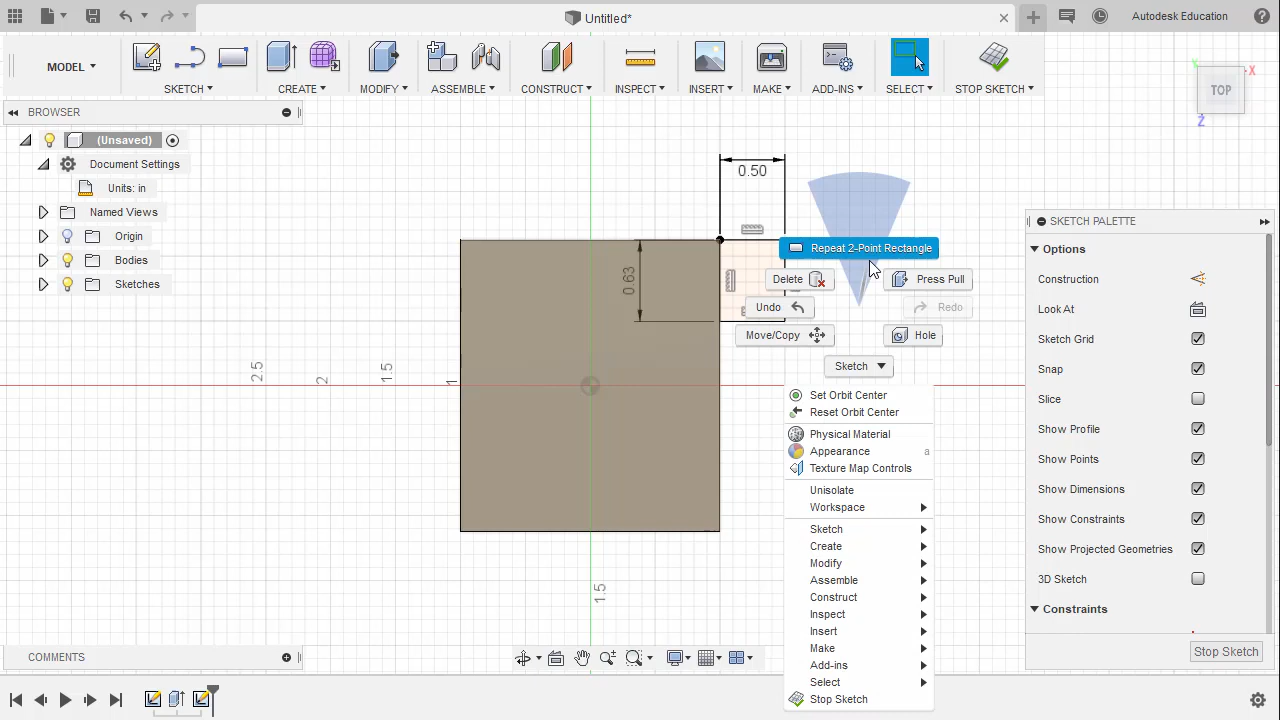 Untitled*
Autodesk Education
MODEL
SKETCH
CREATE
MODIFY
ASSEMBLE
CONSTRUCT
INSPECT
INSERT
MAKE
ADD-INS
SELECT
STOP SKETCH
TOP
X
Y
Z
BROWSER
(Unsaved)
Document Settings
Units: in
Named Views
Origin
Bodies
Sketches
0.50
0.63
2.5
2
1.5
1
1.5
Repeat 2-Point Rectangle
Delete
Press Pull
Undo
Redo
Move/Copy
Hole
Sketch
Set Orbit Center
Reset Orbit Center
Physical Material
Appearance a
Texture Map Controls
Unisolate
Workspace
Sketch
Create
Modify
Assemble
Construct
Inspect
Insert
Make
Add-ins
Select
Stop Sketch
SKETCH PALETTE
Options
Construction
Look At
Sketch Grid
Snap
Slice
Show Profile
Show Points
Show Dimensions
Show Constraints
Show Projected Geometries
3D Sketch
Constraints
Stop Sketch
COMMENTS